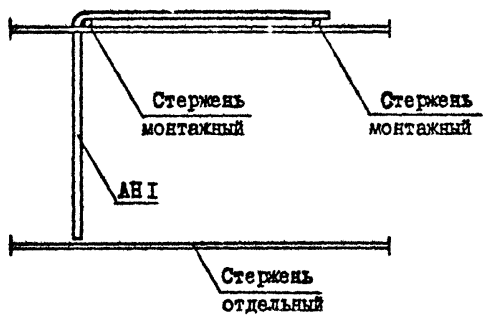 Стержень
монтажный
Стержень
монтажный
АН I
Стержень
отдельный